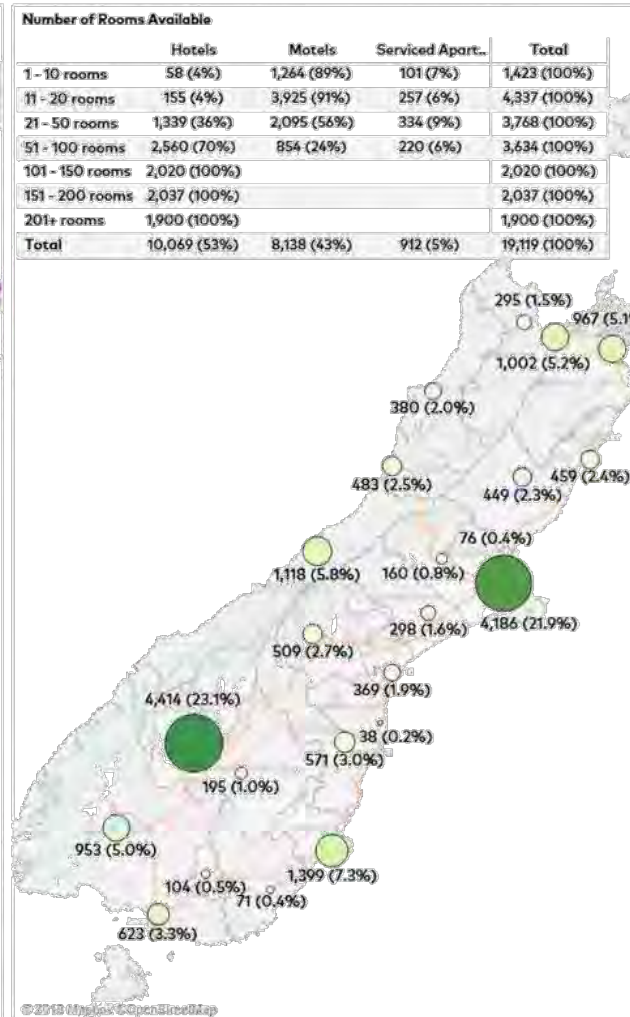 Number of Rooms Available
Hotels Motels Serviced Apart.. Total
1 - 10 rooms 58 (4%) 1,264 (89%) 101 (7%) 1,423 (100%)
11 - 20 rooms 155 (4%) 3,925 (91%) 257 (6%) 4,337 (100%)
21 - 50 rooms 1,339 (36%) 2,095 (56%) 334 (9%) 3,768 (100%)
51 - 100 rooms 2,560 (70%) 854 (24%) 220 (6%) 3,634 (100%)
101 - 150 rooms 2,020 (100%) 2,020 (100%)
151 - 200 rooms 2,037 (100%) 2,037 (100%)
201+ rooms 1,900 (100%) 1,900 (100%)
Total 10,069 (53%) 8,138 (43%) 912 (5%) 19,119 (100%)
295 (1.5%)
967 (5.1%
1,002 (5.2%)
380 (2.0%)
483 (2.5%)
459 (2.4%)
449 (2.3%)
76 (0.4%)
1,118 (5.8%)
160 (0.8%)
298 (1.6%)
4,186 (21.9%)
509 (2.7%)
369 (1.9%)
4,414 (23.1%)
38 (0.2%)
571 (3.0%)
195 (1.0%)
953 (5.0%)
1,399 (7.3%)
104 (0.5%)
71 (0.4%)
623 (3.3%)
© 2018 Mapbox © OpenStreetMap